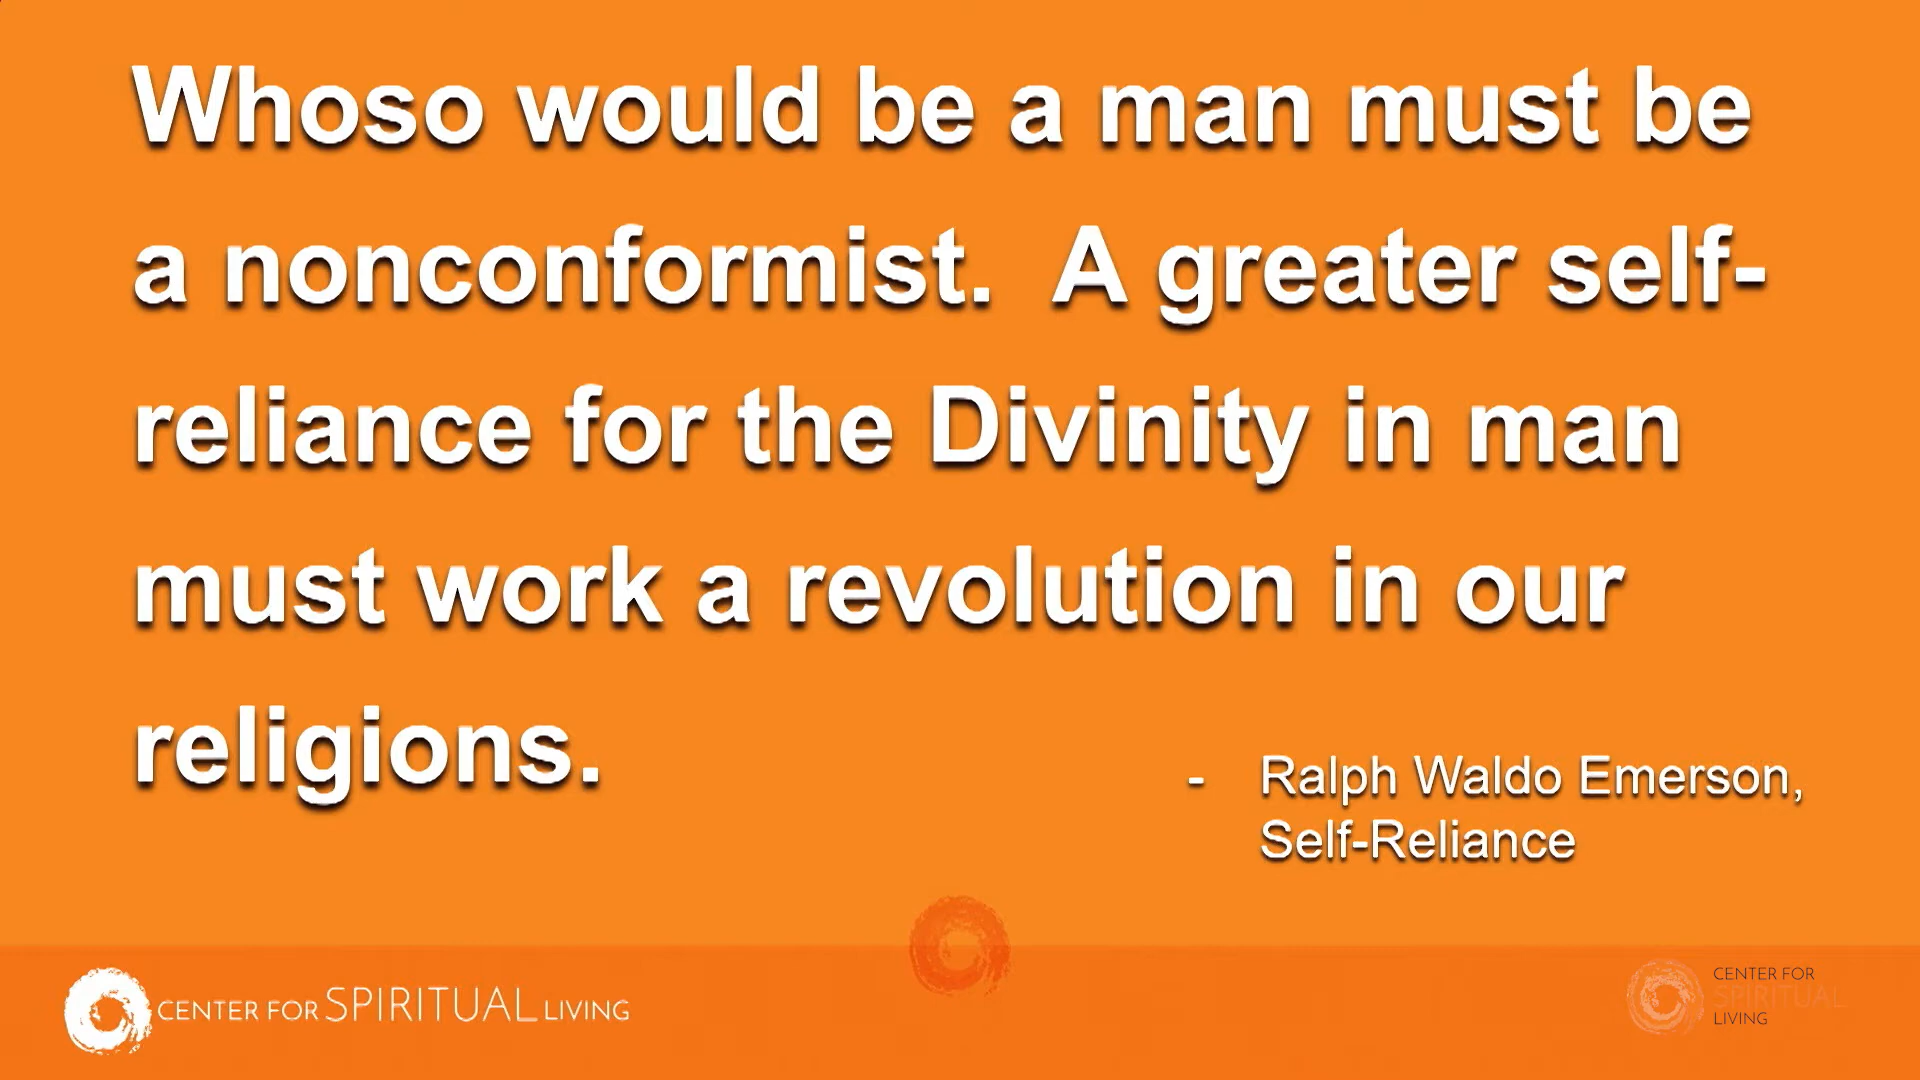 Whoso would be a man must be
a nonconformist.  A greater self-
reliance for the Divinity in man
must work a revolution in our
religions.
- Ralph Waldo Emerson,
Self-Reliance
CENTER FOR SPIRITUAL LIVING
CENTER FOR
SPIRITUAL
LIVING